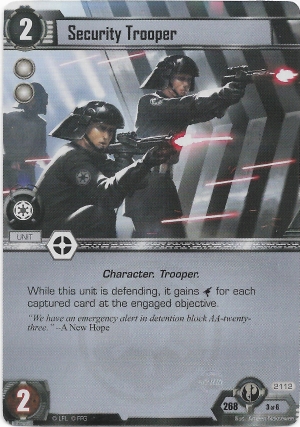 2
Security Trooper
UNIT
Character. Trooper.
While this unit is defending, it gains for each
captured card at the engaged objective.
"We have an emergency alert in detention block AA-twenty-
three." –A New Hope
2
2112
268
3 of 6
© LFL © FFG